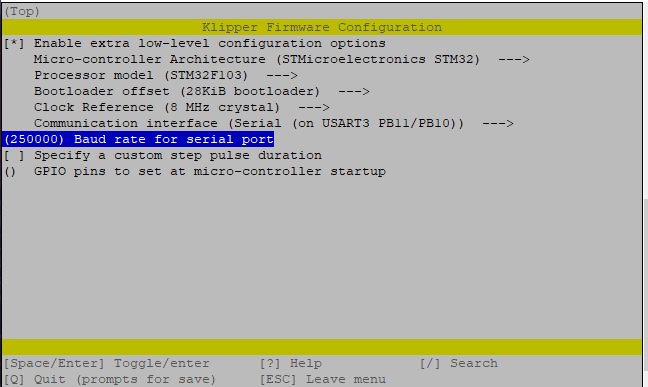 (Top)
Klipper Firmware Configuration
[*] Enable extra low-level configuration options
Micro-controller Architecture (STMicroelectronics STM32) --->
Processor model (STM32F103) --->
Bootloader offset (28KiB bootloader) --->
Clock Reference (8 MHz crystal) --->
Communication interface (Serial (on USART3 PB11/PB10)) --->
(250000) Baud rate for serial port
[ ] Specify a custom step pulse duration
() GPIO pins to set at micro-controller startup
[Space/Enter] Toggle/enter [?] Help [/] Search
[Q] Quit (prompts for save) [ESC] Leave menu